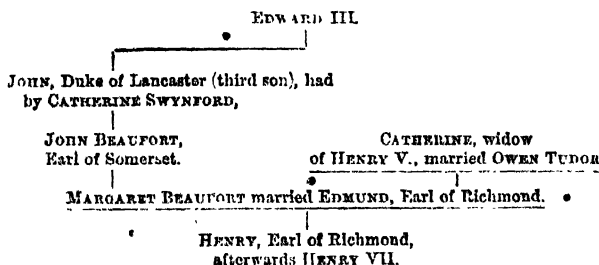 EDWARD III.
JOHN, Duke of Lancaster (third son), had
by CATHERINE SWYNFORD,
JOHN BEAUFORT,
Earl of Somerset.
CATHERINE, widow
of HENRY V., married OWEN TUDOR
MARGARET BEAUFORT married EDMUND, Earl of Richmond.
HENRY, Earl of Richmond,
afterwards HENRY VII.